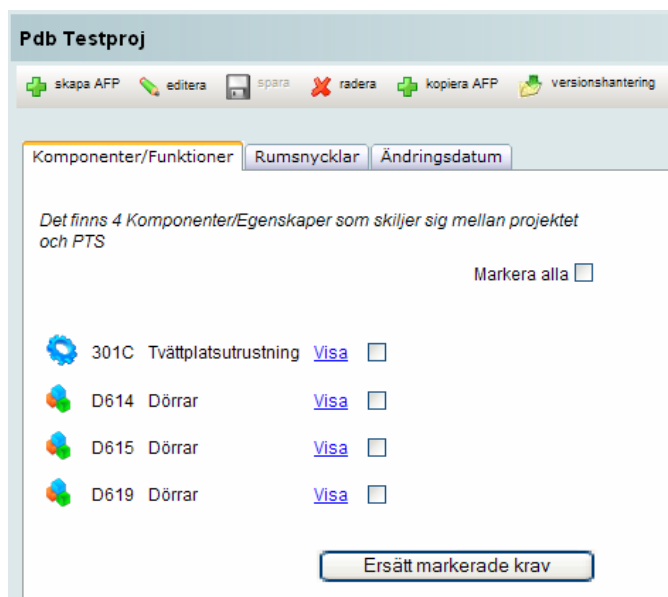 Pdb Testproj
skapa AFP editera spara radera kopiera AFP versionshantering
Komponenter/Funktioner Rumsnycklar Ändringsdatum
Det finns 4 Komponenter/Egenskaper som skiljer sig mellan projektet
och PTS
Markera alla
301C Tvättplatsutrustning Visa
D614 Dörrar Visa
D615 Dörrar Visa
D619 Dörrar Visa
Ersätt markerade krav